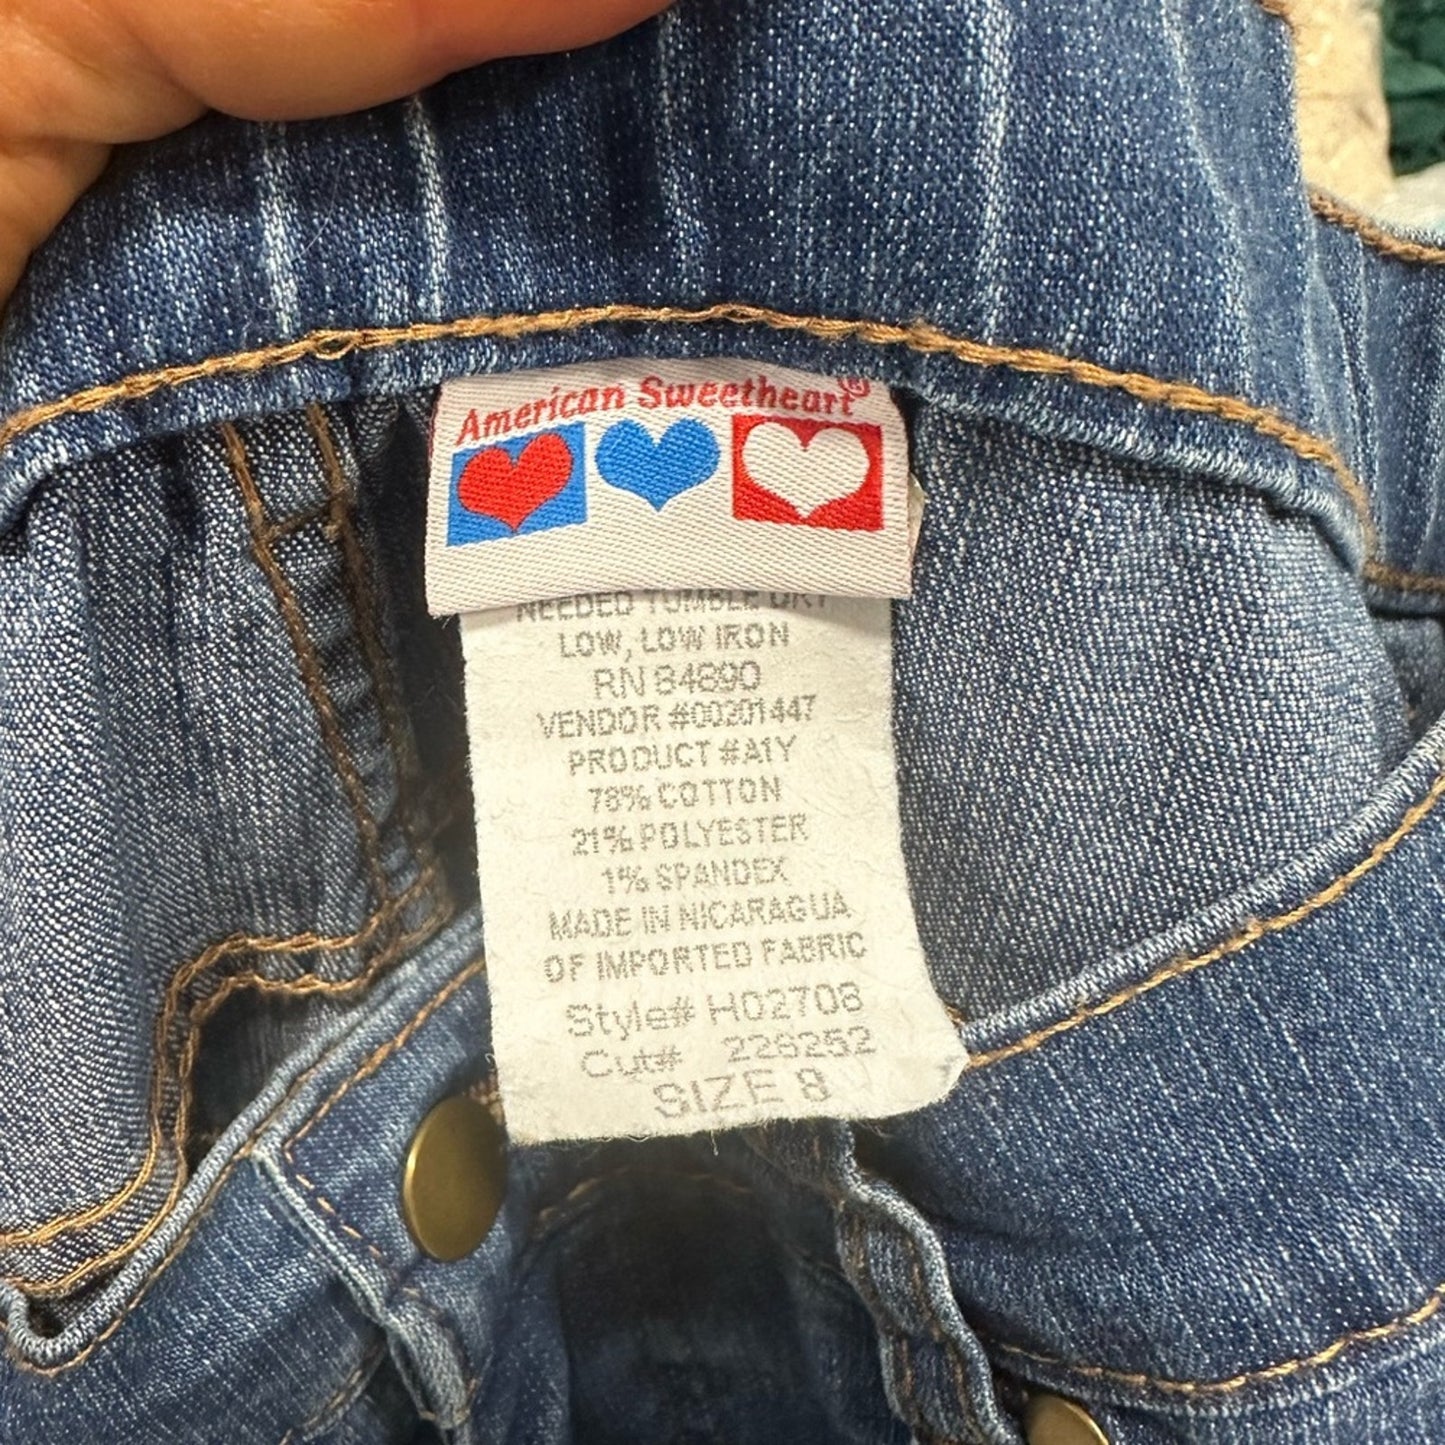 American Sweetheart®
NEEDED TUMBLE DRY
LOW, LOW IRON
RN 84890
VENDOR #00201447
PRODUCT #A1Y
78% COTTON
21% POLYESTER
1% SPANDEX
MADE IN NICARAGUA
OF IMPORTED FABRIC
Style# H02708
Cut# 226252
SIZE 8